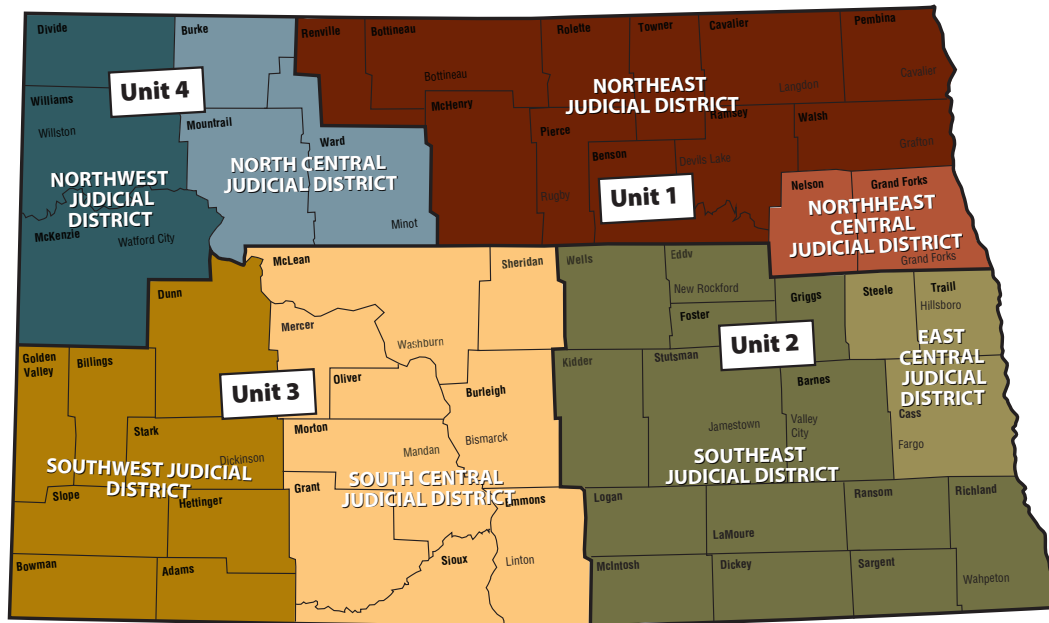 Divide
Burke
Renville
Bottineau
Rolette
Towner
Cavalier
Pembina
Unit 4
Bottineau
NORTHEAST
JUDICIAL DISTRICT
Langdon
Cavalier
Williams
Williston
Mountrail
Ward
McHenry
Pierce
Ramsey
Walsh
Grafton
Benson
Devils Lake
NORTHWEST
JUDICIAL
DISTRICT
NORTH CENTRAL
JUDICIAL DISTRICT
Rugby
Unit 1
Nelson
Grand Forks
NORTHHEAST
CENTRAL
JUDICIAL DISTRICT
Grand Forks
McKenzie
Watford City
Minot
McLean
Sheridan
Wells
Eddy
New Rockford
Dunn
Mercer
Washburn
Foster
Griggs
Steele
Traill
Hillsboro
Unit 2
EAST
CENTRAL
JUDICIAL
DISTRICT
Golden
Valley
Billings
Unit 3
Oliver
Burleigh
Kidder
Stutsman
Barnes
Cass
Fargo
Stark
Dickinson
Morton
Mandan
Bismarck
Jamestown
Valley
City
SOUTHWEST JUDICIAL
DISTRICT
SOUTH CENTRAL
JUDICIAL DISTRICT
SOUTHEAST
JUDICIAL DISTRICT
Slope
Hettinger
Grant
Emmons
Logan
LaMoure
Ransom
Richland
Bowman
Adams
Sioux
Linton
McIntosh
Dickey
Sargent
Wahpeton